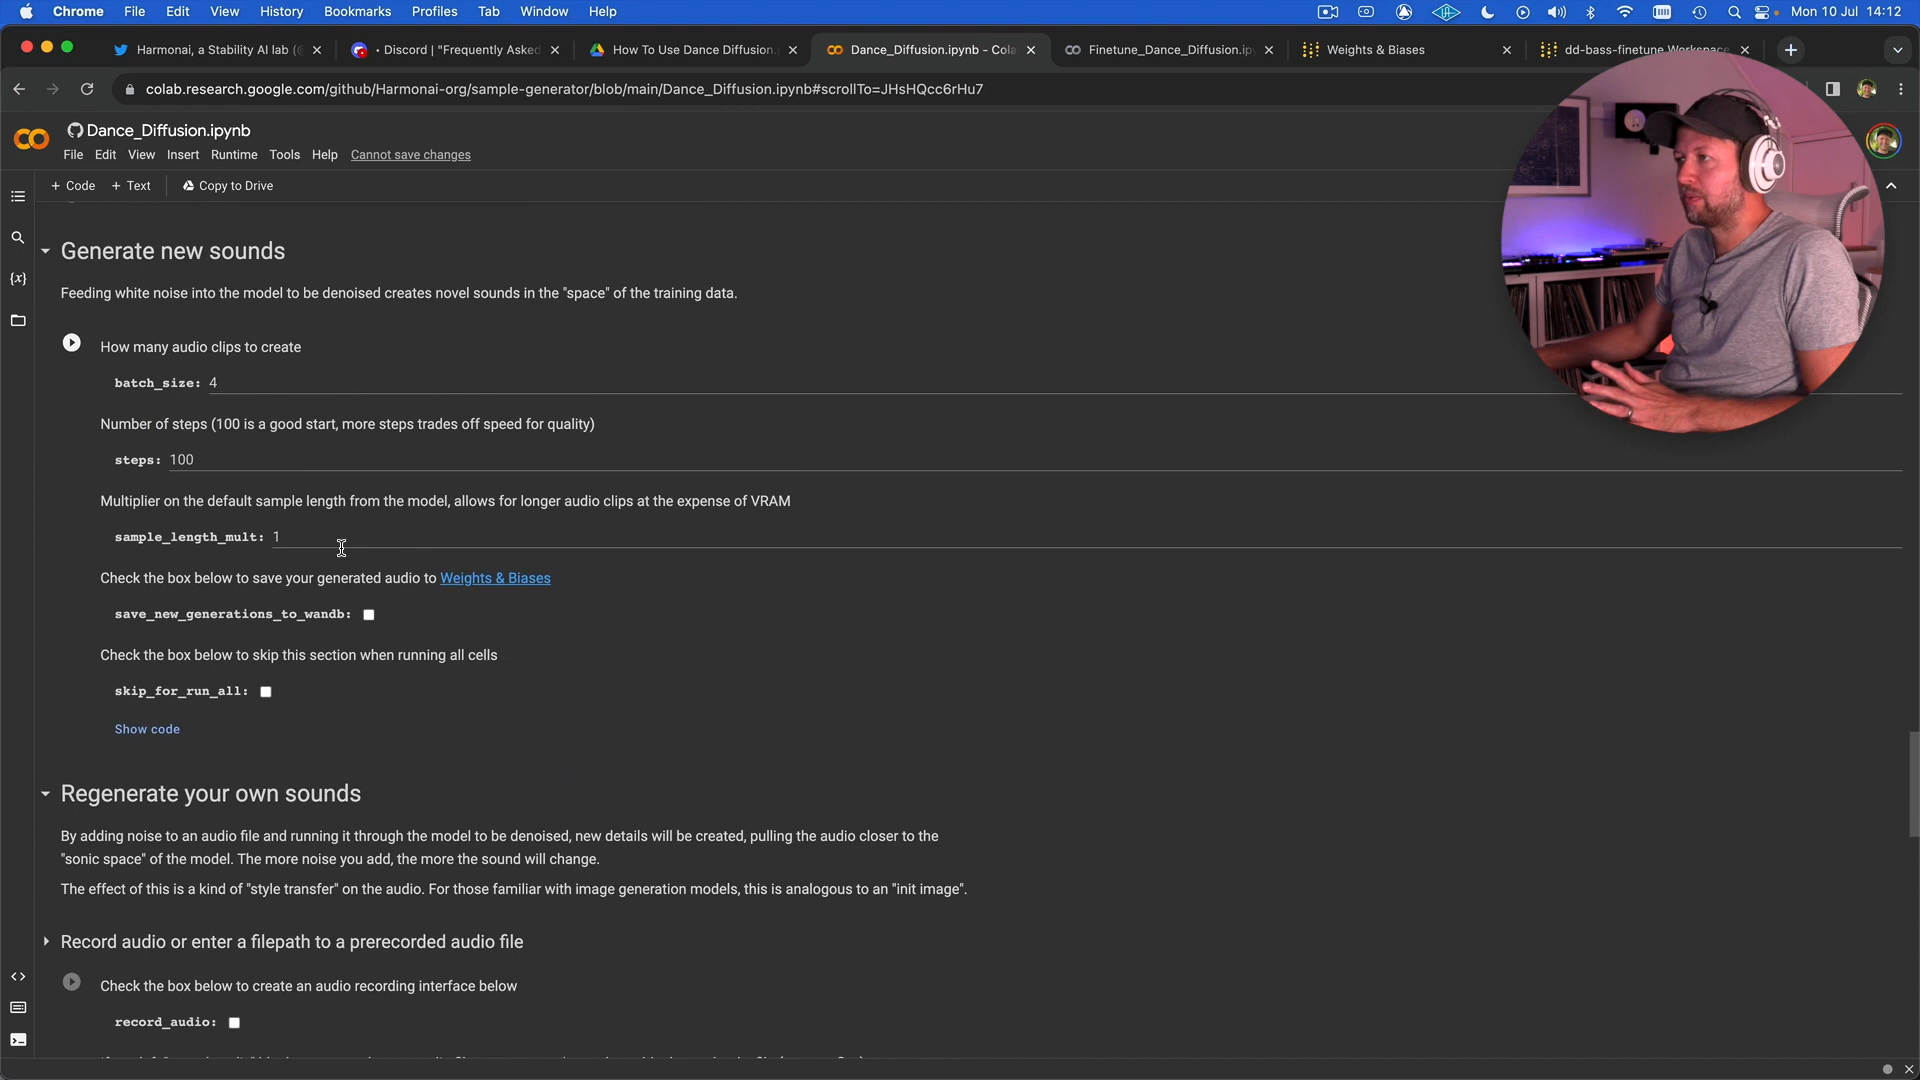 Chrome File Edit View History Bookmarks Profiles Tab Window Help Mon 10 Jul 14:12
Harmonai, a Stability AI lab (@ • Discord | "Frequently Asked How To Use Dance Diffusion. Dance_Diffusion.ipynb - Cola Finetune_Dance_Diffusion.ipy Weights & Biases dd-bass-finetune Workspace
colab.research.google.com/github/Harmonai-org/sample-generator/blob/main/Dance_Diffusion.ipynb#scrollTo=JHsHQcc6rHu7
Dance_Diffusion.ipynb
File Edit View Insert Runtime Tools Help Cannot save changes
+ Code + Text Copy to Drive
Generate new sounds
{x}
Feeding white noise into the model to be denoised creates novel sounds in the "space" of the training data.
How many audio clips to create
batch_size: 4
Number of steps (100 is a good start, more steps trades off speed for quality)
steps: 100
Multiplier on the default sample length from the model, allows for longer audio clips at the expense of VRAM
sample_length_mult: 1
Check the box below to save your generated audio to Weights & Biases
save_new_generations_to_wandb:
Check the box below to skip this section when running all cells
skip_for_run_all:
Show code
Regenerate your own sounds
By adding noise to an audio file and running it through the model to be denoised, new details will be created, pulling the audio closer to the
"sonic space" of the model. The more noise you add, the more the sound will change.
The effect of this is a kind of "style transfer" on the audio. For those familiar with image generation models, this is analogous to an "init image".
Record audio or enter a filepath to a prerecorded audio file
Check the box below to create an audio recording interface below
record_audio: